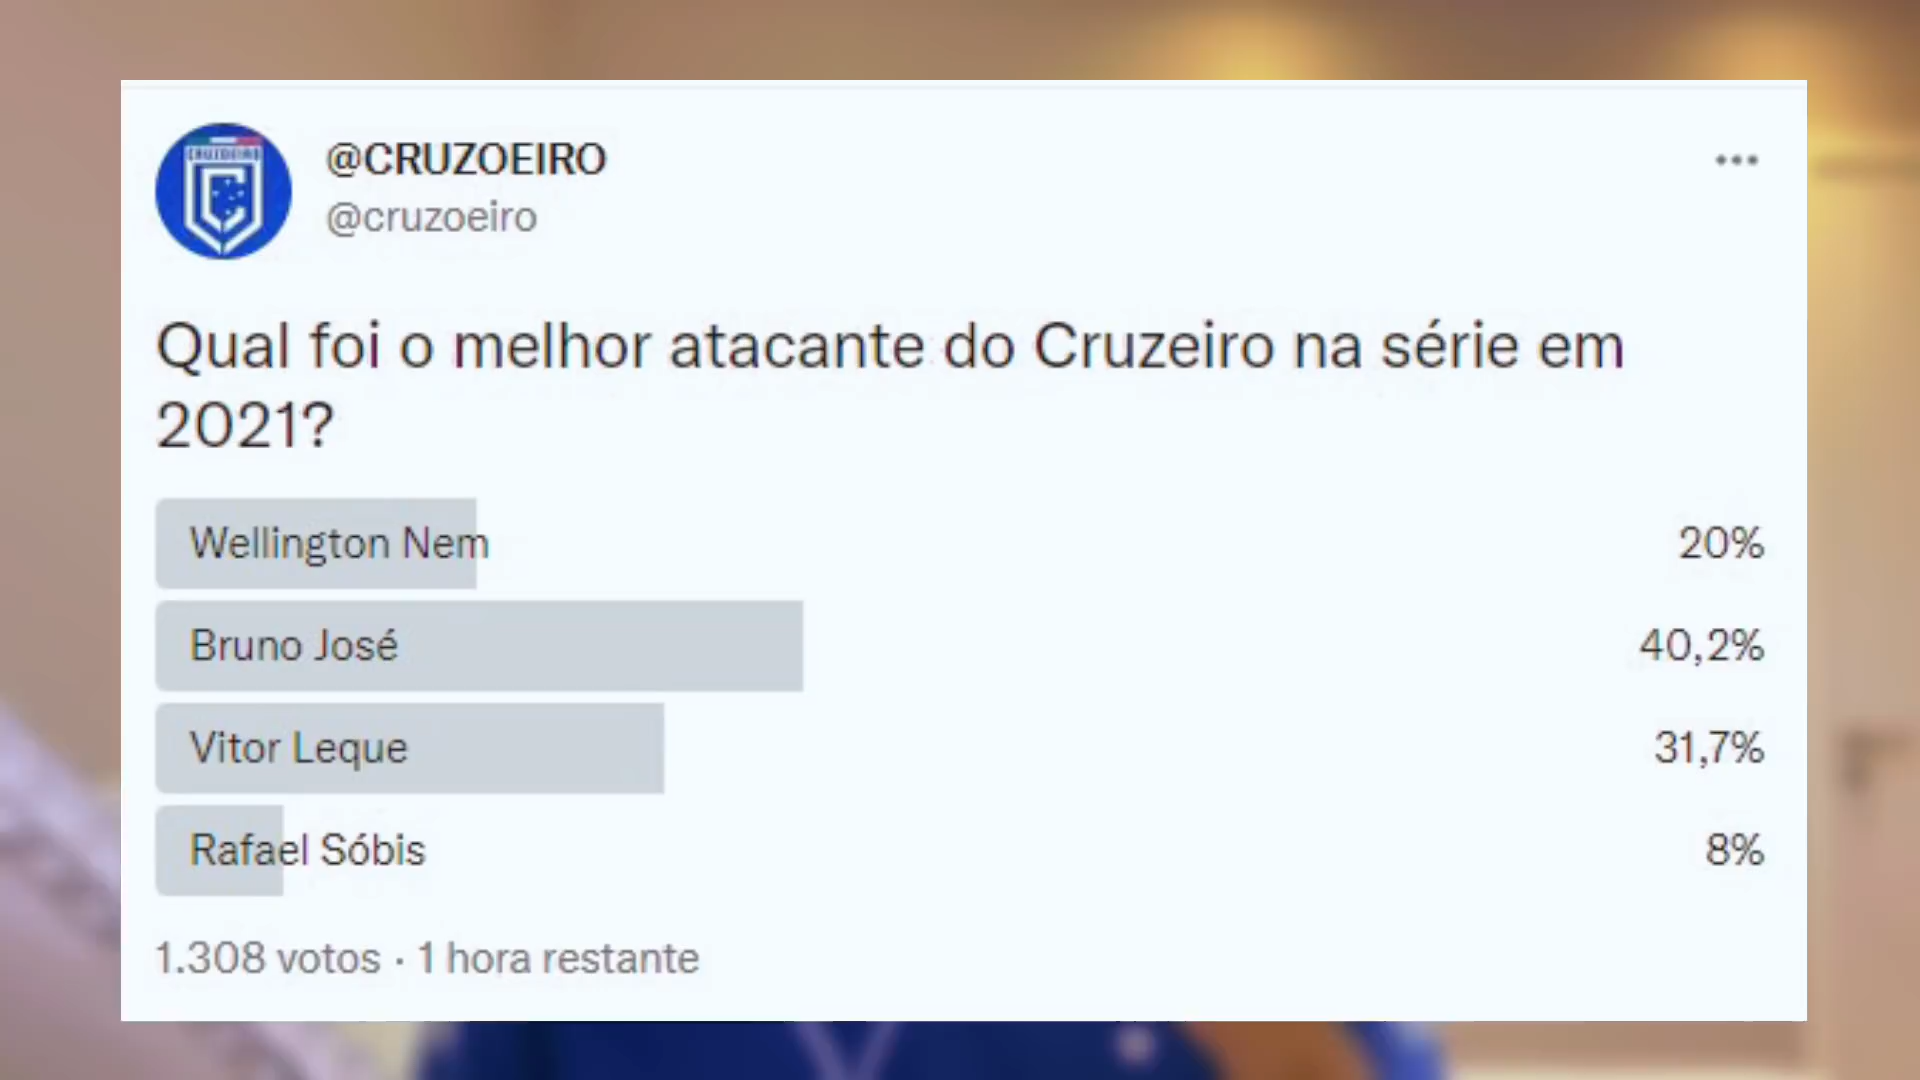 CRUZOEIRO
@CRUZOEIRO
@cruzoeiro
Qual foi o melhor atacante do Cruzeiro na série em
2021?
Wellington Nem 20%
Bruno José 40,2%
Vitor Leque 31,7%
Rafael Sóbis 8%
1.308 votos · 1 hora restante